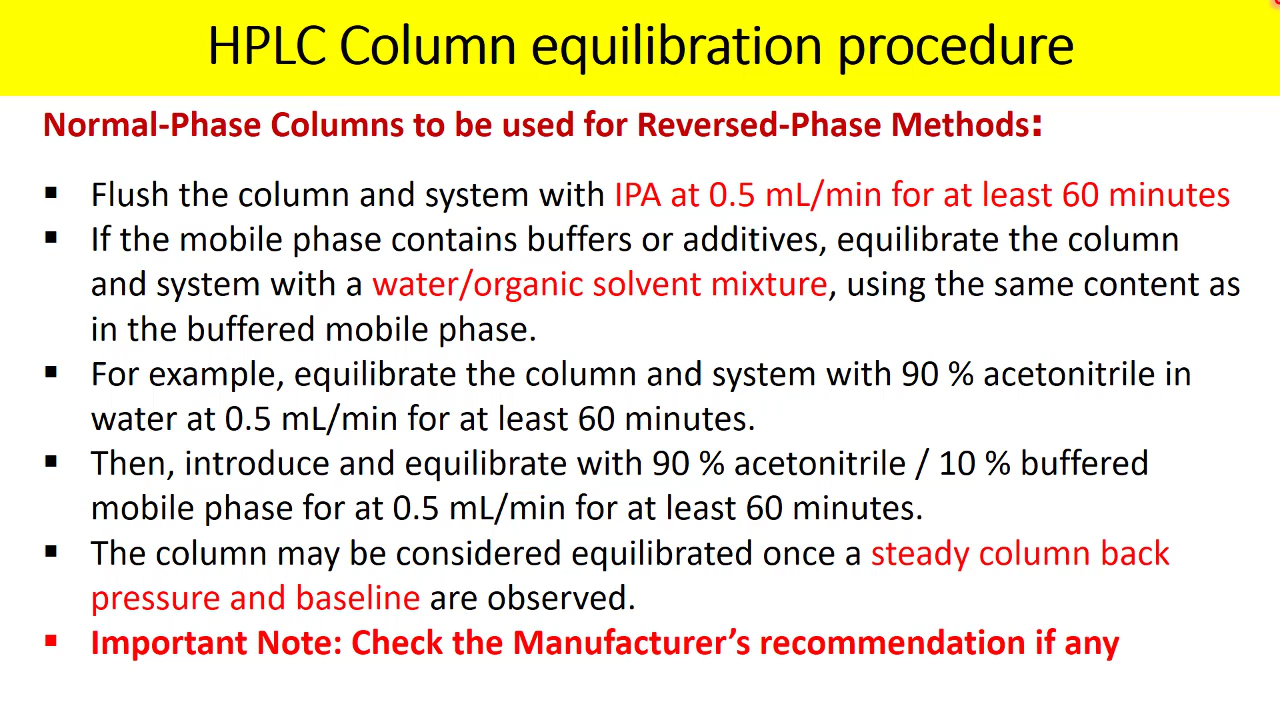 HPLC Column equilibration procedure
Normal-Phase Columns to be used for Reversed-Phase Methods:
▪ Flush the column and system with IPA at 0.5 mL/min for at least 60 minutes
▪ If the mobile phase contains buffers or additives, equilibrate the column
and system with a water/organic solvent mixture, using the same content as
in the buffered mobile phase.
▪ For example, equilibrate the column and system with 90 % acetonitrile in
water at 0.5 mL/min for at least 60 minutes.
▪ Then, introduce and equilibrate with 90 % acetonitrile / 10 % buffered
mobile phase for at 0.5 mL/min for at least 60 minutes.
▪ The column may be considered equilibrated once a steady column back
pressure and baseline are observed.
▪ Important Note: Check the Manufacturer’s recommendation if any